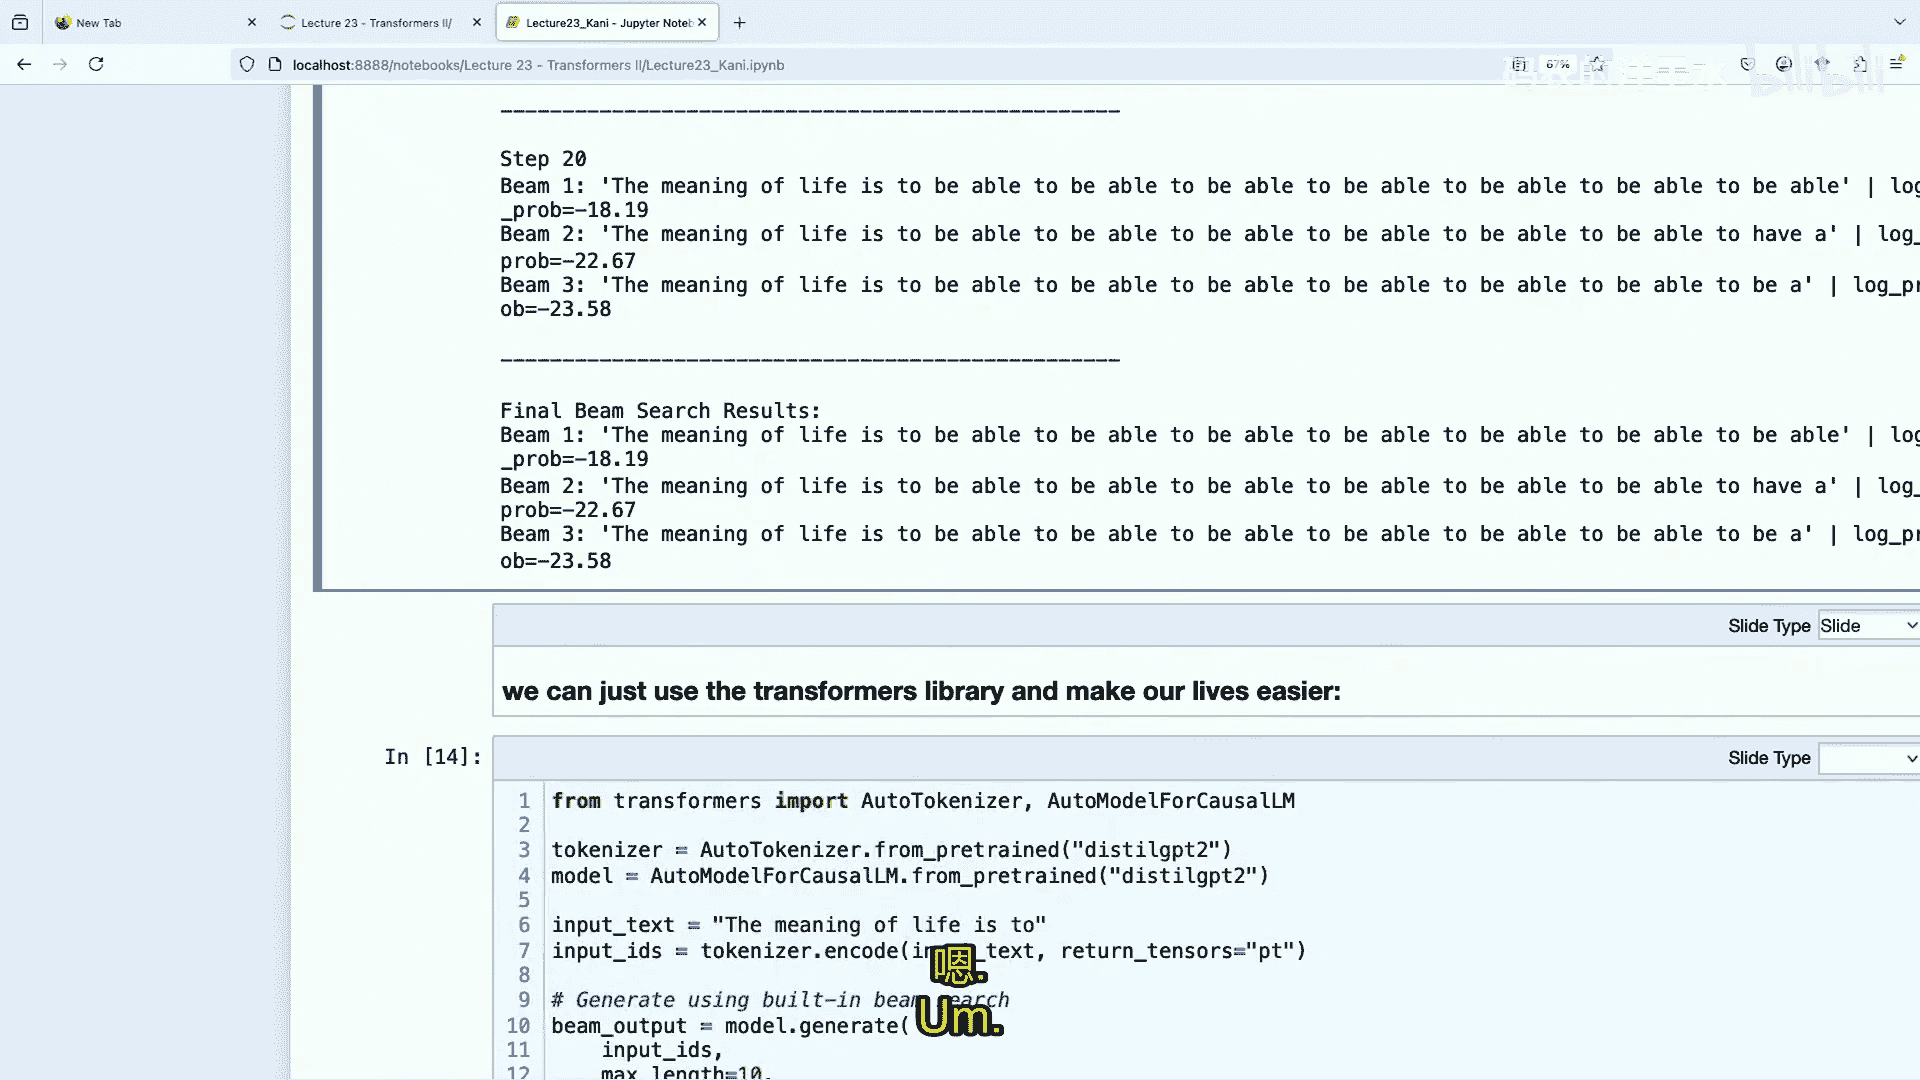 New Tab
Lecture 23 - Transformers II/
Lecture23_Kani - Jupyter Noteb
localhost:8888/notebooks/Lecture 23 - Transformers II/Lecture23_Kani.ipynb
67%
Step 20
Beam 1: 'The meaning of life is to be able to be able to be able to be able to be able to be able to be able' | log
_prob=-18.19
Beam 2: 'The meaning of life is to be able to be able to be able to be able to be able to be able to have a' | log_
prob=-22.67
Beam 3: 'The meaning of life is to be able to be able to be able to be able to be able to be able to be a' | log_pr
ob=-23.58
Final Beam Search Results:
Beam 1: 'The meaning of life is to be able to be able to be able to be able to be able to be able to be able' | log
_prob=-18.19
Beam 2: 'The meaning of life is to be able to be able to be able to be able to be able to be able to have a' | log_
prob=-22.67
Beam 3: 'The meaning of life is to be able to be able to be able to be able to be able to be able to be a' | log_pr
ob=-23.58
Slide Type Slide
we can just use the transformers library and make our lives easier:
In [14]:
Slide Type
1 from transformers import AutoTokenizer, AutoModelForCausalLM
2
3 tokenizer = AutoTokenizer.from_pretrained("distilgpt2")
4 model = AutoModelForCausalLM.from_pretrained("distilgpt2")
5
6 input_text = "The meaning of life is to"
7 input_ids = tokenizer.encode(input_text, return_tensors="pt")
8
9 # Generate using built-in beam search
10 beam_output = model.generate(
11 input_ids,
12 max_length=10,
嗯.
Um.